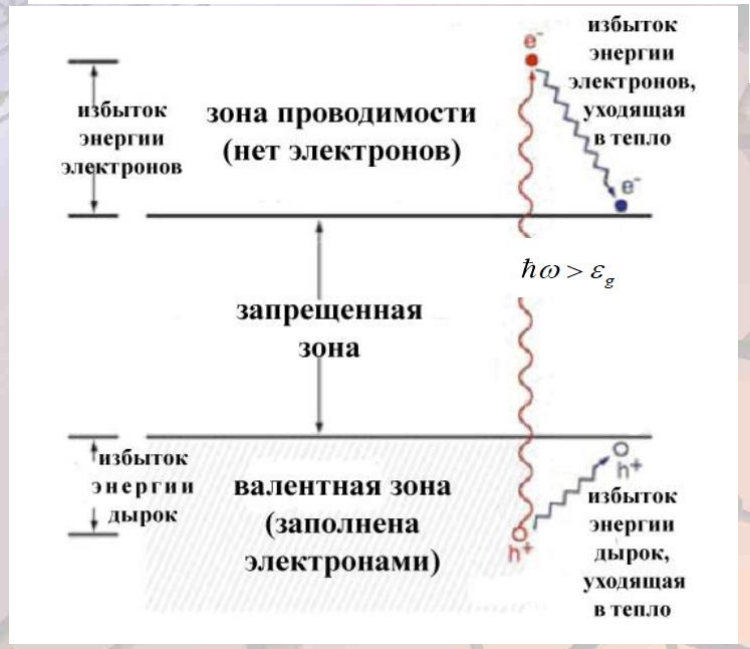 избыток
энергии
электронов
зона проводимости
(нет электронов)
e⁻
избыток
энергии
электронов,
уходящая
в тепло
e⁻
ħω > ε_g
запрещенная
зона
избыток
энергии
дырок
валентная зона
(заполнена
электронами)
h⁺
h⁺
избыток
энергии
дырок,
уходящая
в тепло